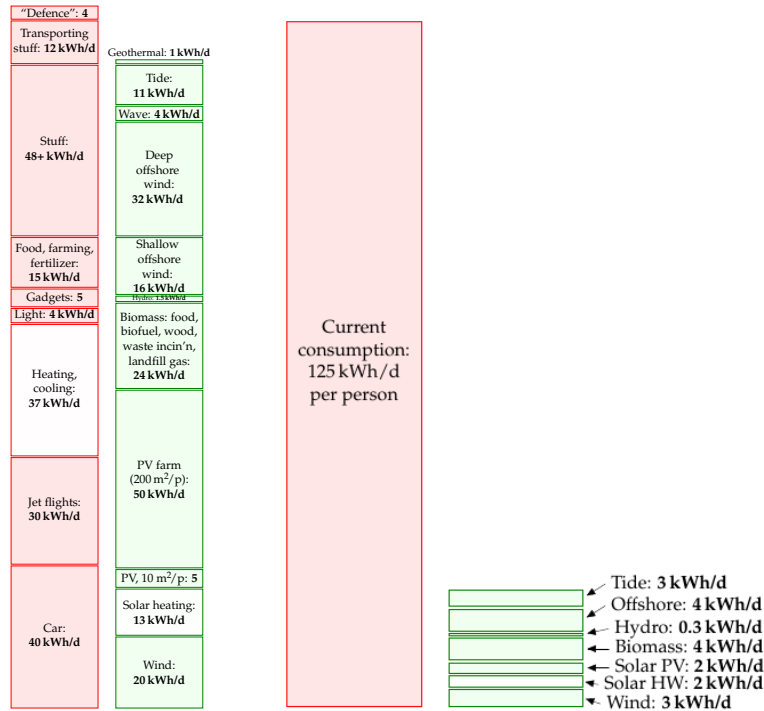 “Defence”: 4
Transporting
stuff: 12 kWh/d
Stuff:
48+ kWh/d
Food, farming,
fertilizer:
15 kWh/d
Gadgets: 5
Light: 4 kWh/d
Heating,
cooling:
37 kWh/d
Jet flights:
30 kWh/d
Car:
40 kWh/d
Geothermal: 1 kWh/d
Tide:
11 kWh/d
Wave: 4 kWh/d
Deep
offshore
wind:
32 kWh/d
Shallow
offshore
wind:
16 kWh/d
Hydro: 1.5 kWh/d
Biomass: food,
biofuel, wood,
waste incin’n,
landfill gas:
24 kWh/d
PV farm
(200 m²/p):
50 kWh/d
PV, 10 m²/p: 5
Solar heating:
13 kWh/d
Wind:
20 kWh/d
Current
consumption:
125 kWh/d
per person
Tide: 3 kWh/d
Offshore: 4 kWh/d
Hydro: 0.3 kWh/d
Biomass: 4 kWh/d
Solar PV: 2 kWh/d
Solar HW: 2 kWh/d
Wind: 3 kWh/d